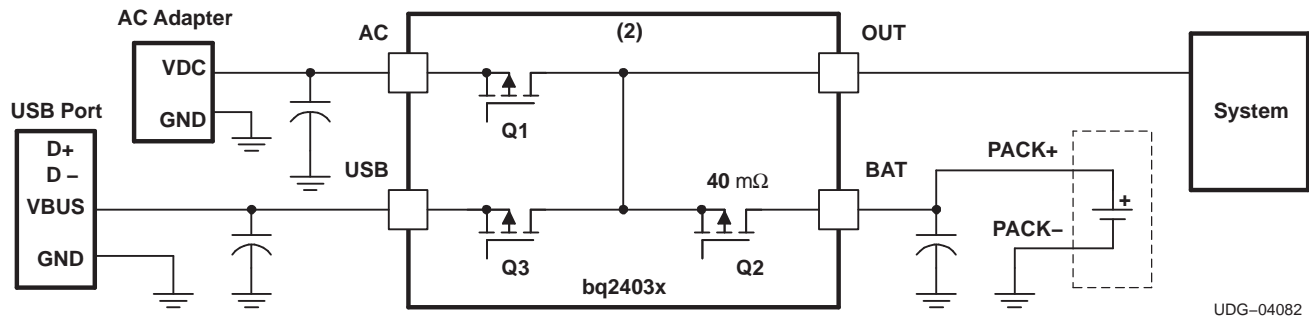 AC Adapter
VDC
GND
USB Port
D+
D –
VBUS
GND
AC
(2)
OUT
Q1
USB
40 mΩ
BAT
Q3
Q2
bq2403x
PACK+
+
PACK–
System
UDG–04082